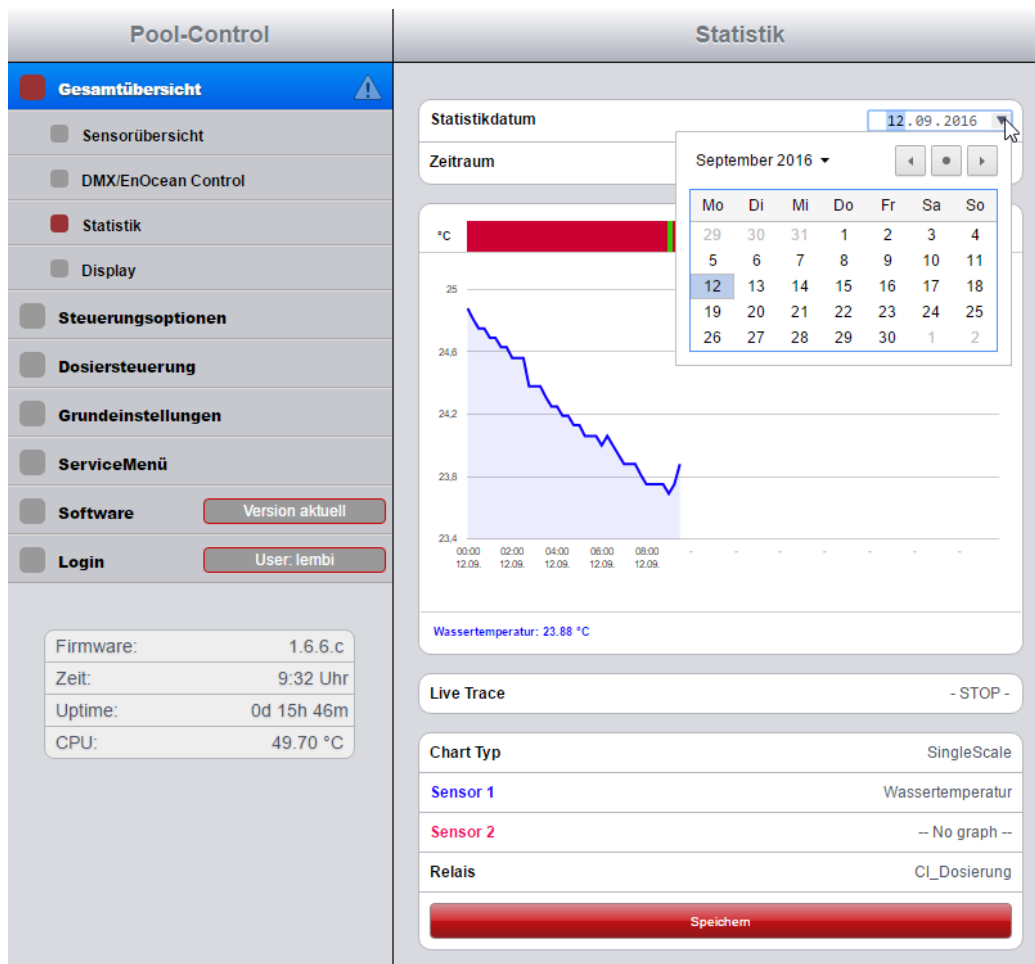 Pool-Control
Gesamtübersicht
Sensorübersicht
DMX/EnOcean Control
Statistik
Display
Steuerungsoptionen
Dosiersteuerung
Grundeinstellungen
ServiceMenü
Software Version aktuell
Login User: lembi
Firmware: 1.6.6.c
Zeit: 9:32 Uhr
Uptime: 0d 15h 46m
CPU: 49.70 °C
Statistik
Statistikdatum 12.09.2016
Zeitraum
September 2016
Mo Di Mi Do Fr Sa So
29 30 31 1 2 3 4
5 6 7 8 9 10 11
12 13 14 15 16 17 18
19 20 21 22 23 24 25
26 27 28 29 30 1 2
°C
25
24,6
24,2
23,8
23,4
00:00 02:00 04:00 06:00 08:00 - - - - - - -
12.09. 12.09. 12.09. 12.09. 12.09.
Wassertemperatur: 23.88 °C
Live Trace - STOP -
Chart Typ SingleScale
Sensor 1 Wassertemperatur
Sensor 2 -- No graph --
Relais Cl_Dosierung
Speichern